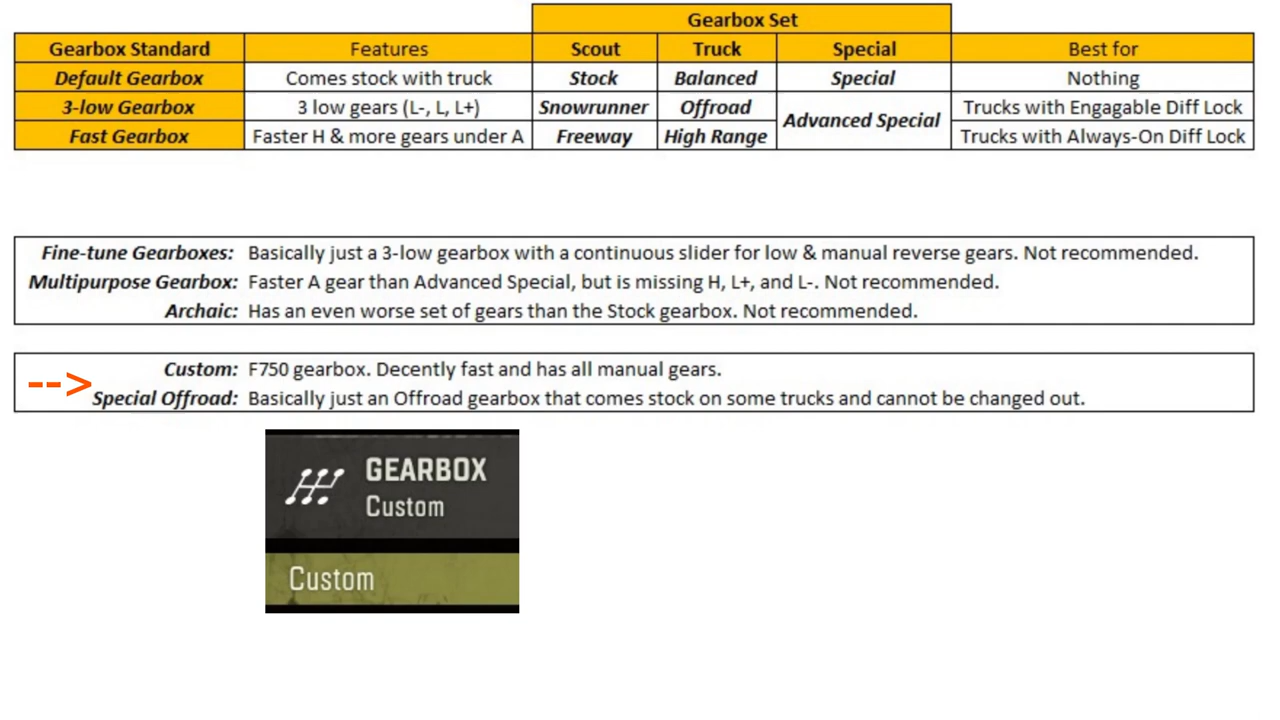 Gearbox Set
Gearbox Standard Features Scout Truck Special Best for
Default Gearbox Comes stock with truck Stock Balanced Special Nothing
3-low Gearbox 3 low gears (L-, L, L+) Snowrunner Offroad Advanced Special Trucks with Engagable Diff Lock
Fast Gearbox Faster H & more gears under A Freeway High Range Trucks with Always-On Diff Lock
Fine-tune Gearboxes: Basically just a 3-low gearbox with a continuous slider for low & manual reverse gears. Not recommended.
Multipurpose Gearbox: Faster A gear than Advanced Special, but is missing H, L+, and L-. Not recommended.
Archaic: Has an even worse set of gears than the Stock gearbox. Not recommended.
Custom: F750 gearbox. Decently fast and has all manual gears.
-->
Special Offroad: Basically just an Offroad gearbox that comes stock on some trucks and cannot be changed out.
GEARBOX
Custom
Custom